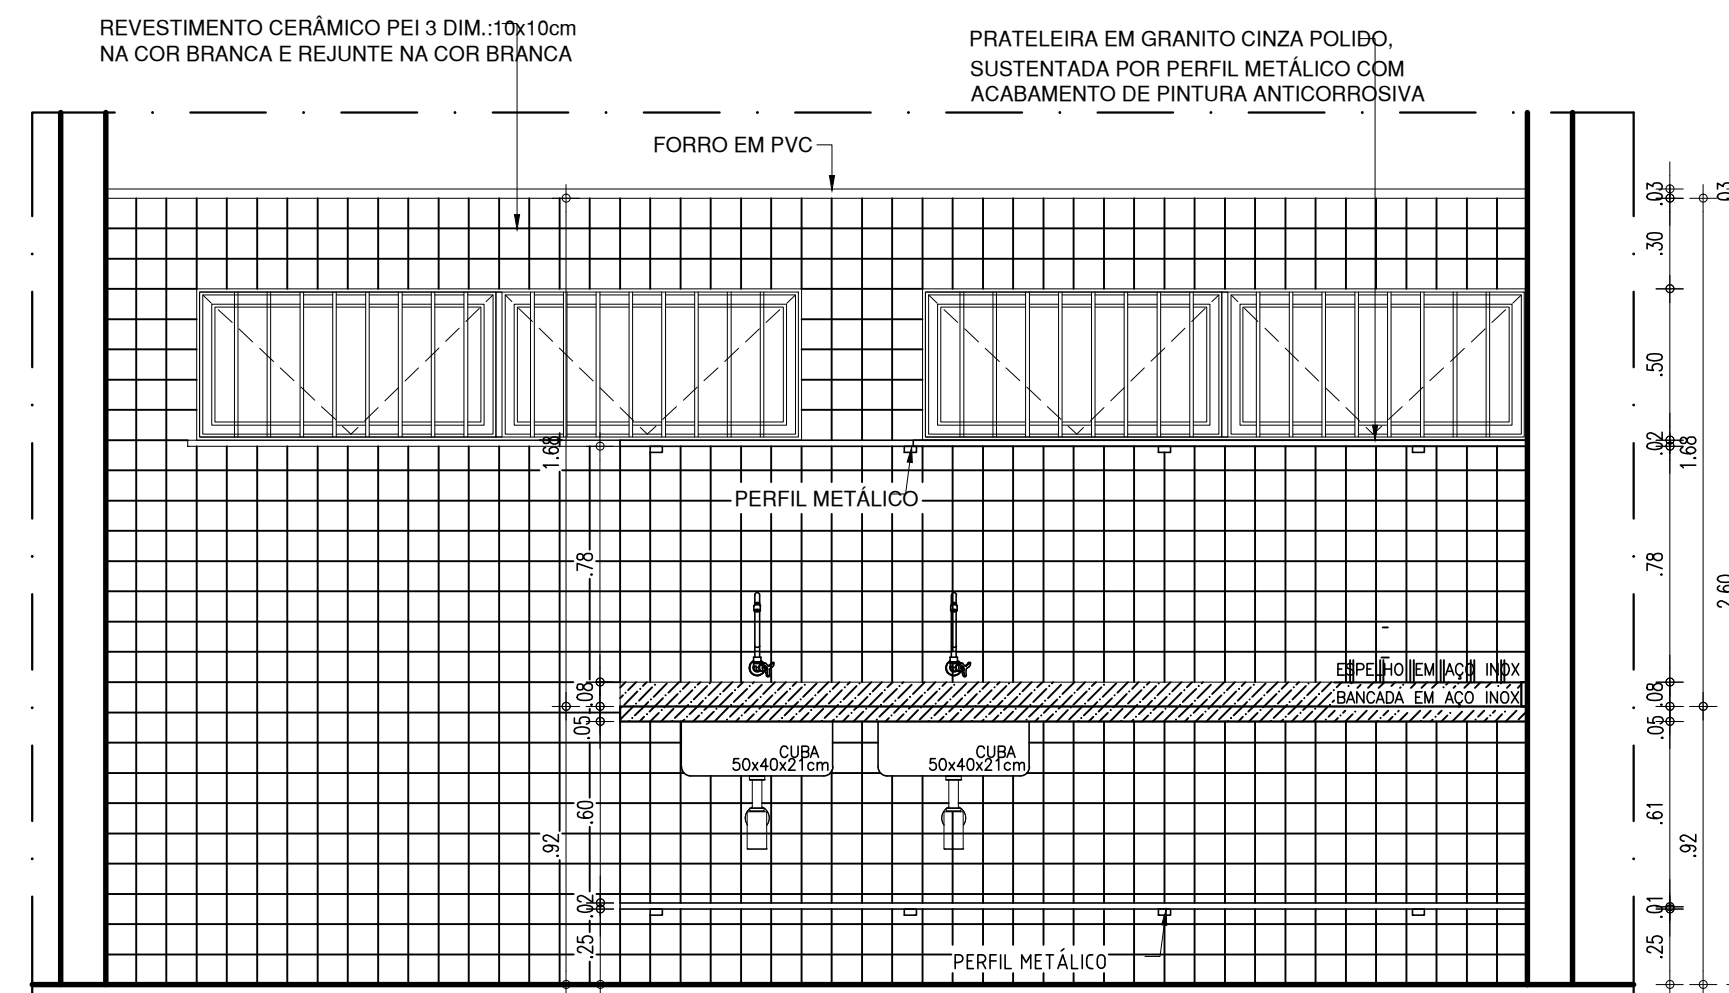 REVESTIMENTO CERÂMICO PEI 3 DIM.:10x10cm
NA COR BRANCA E REJUNTE NA COR BRANCA
PRATELEIRA EM GRANITO CINZA POLIDO,
SUSTENTADA POR PERFIL METÁLICO COM
ACABAMENTO DE PINTURA ANTICORROSIVA
FORRO EM PVC
.03
.03
.30
.50
.02
1.68
1.68
PERFIL METÁLICO
.78
.78
2.60
ESPELHO EM AÇO INOX
BANCADA EM AÇO INOX
.08
.08
.05
.05
CUBA
50x40x21cm
CUBA
50x40x21cm
.60
.61
.92
.92
.02
.01
.25
.25
PERFIL METÁLICO